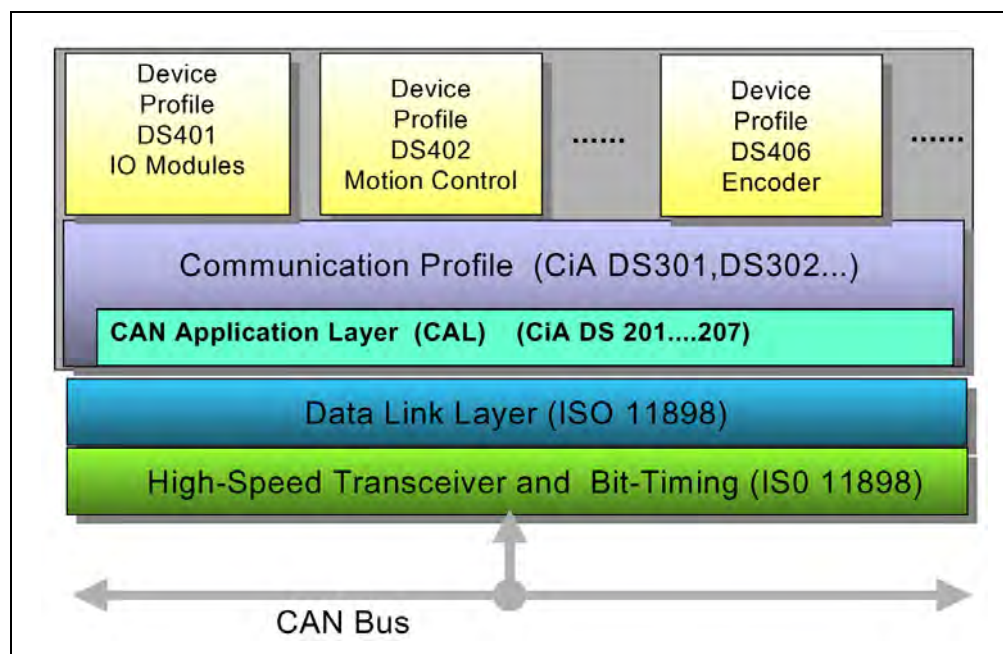 Device
Profile
DS401
IO Modules
Device
Profile
DS402
Motion Control
......
Device
Profile
DS406
Encoder
......
Communication Profile (CiA DS301,DS302...)
CAN Application Layer (CAL) (CiA DS 201....207)
Data Link Layer (ISO 11898)
High-Speed Transceiver and Bit-Timing (IS0 11898)
CAN Bus